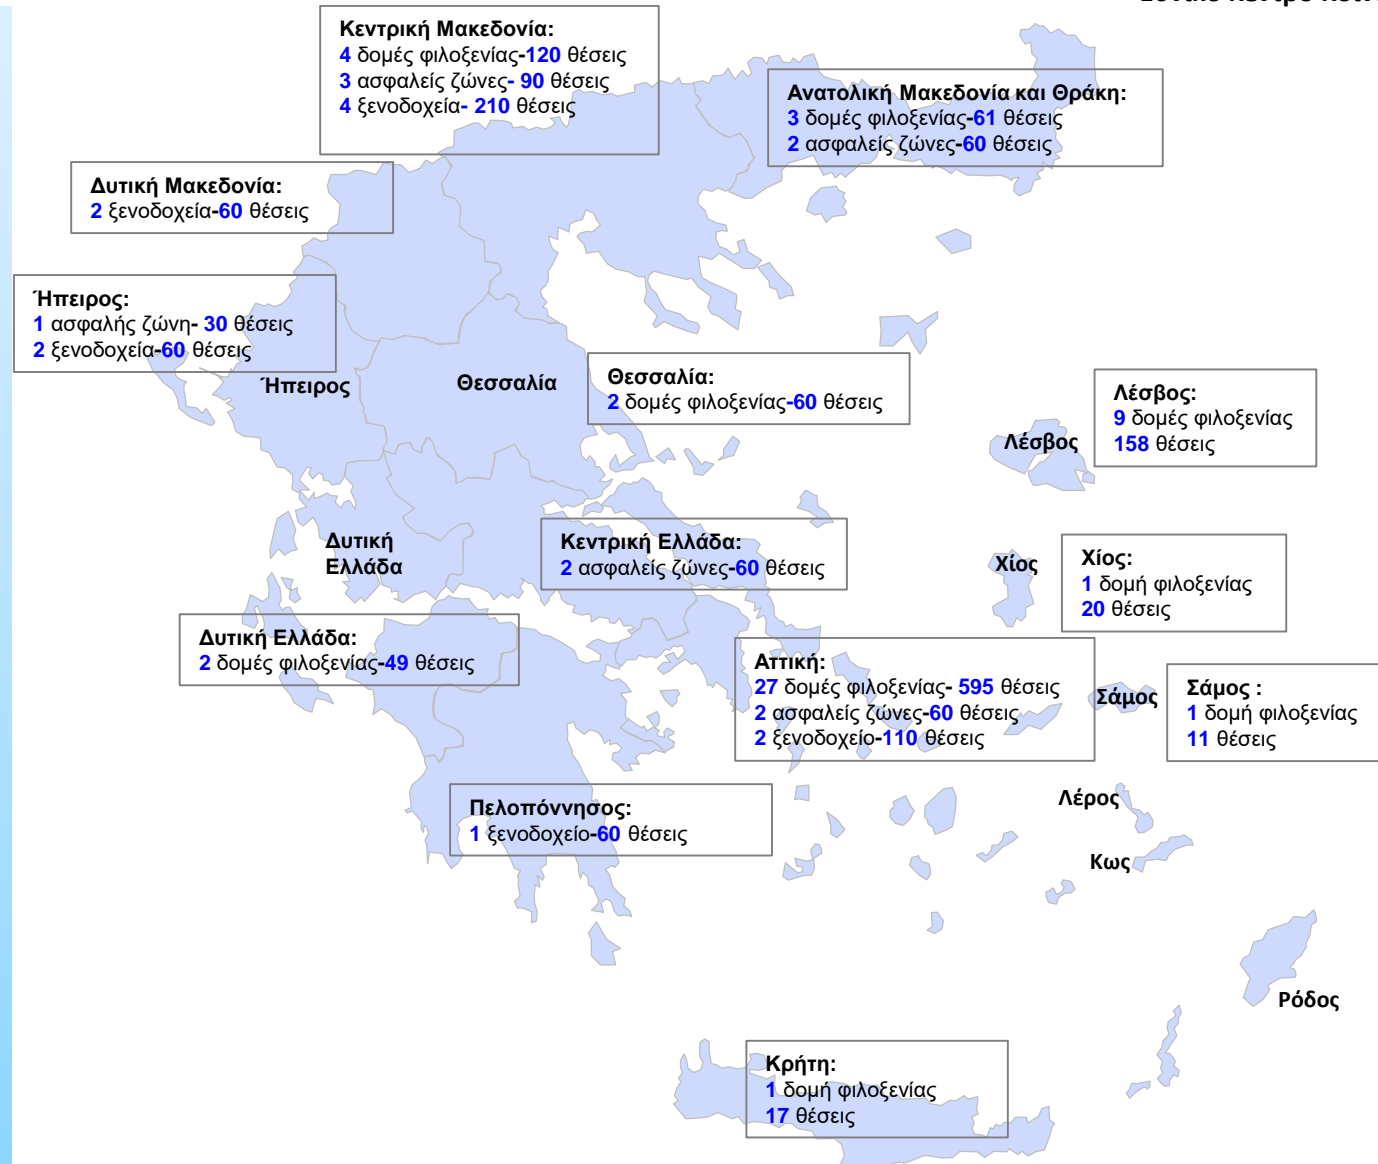 Κεντρική Μακεδονία:
4 δομές φιλοξενίας-120 θέσεις
3 ασφαλείς ζώνες- 90 θέσεις
4 ξενοδοχεία- 210 θέσεις
Ανατολική Μακεδονία και Θράκη:
3 δομές φιλοξενίας-61 θέσεις
2 ασφαλείς ζώνες-60 θέσεις
Δυτική Μακεδονία:
2 ξενοδοχεία-60 θέσεις
Ήπειρος:
1 ασφαλής ζώνη- 30 θέσεις
2 ξενοδοχεία-60 θέσεις
Ήπειρος
Θεσσαλία
Θεσσαλία:
2 δομές φιλοξενίας-60 θέσεις
Λέσβος:
9 δομές φιλοξενίας
158 θέσεις
Λέσβος
Δυτική
Ελλάδα
Κεντρική Ελλάδα:
2 ασφαλείς ζώνες-60 θέσεις
Χίος
Χίος:
1 δομή φιλοξενίας
20 θέσεις
Δυτική Ελλάδα:
2 δομές φιλοξενίας-49 θέσεις
Αττική:
27 δομές φιλοξενίας- 595 θέσεις
2 ασφαλείς ζώνες-60 θέσεις
2 ξενοδοχείο-110 θέσεις
Σάμος
Σάμος :
1 δομή φιλοξενίας
11 θέσεις
Πελοπόννησος:
1 ξενοδοχείο-60 θέσεις
Λέρος
Κως
Ρόδος
Κρήτη:
1 δομή φιλοξενίας
17 θέσεις